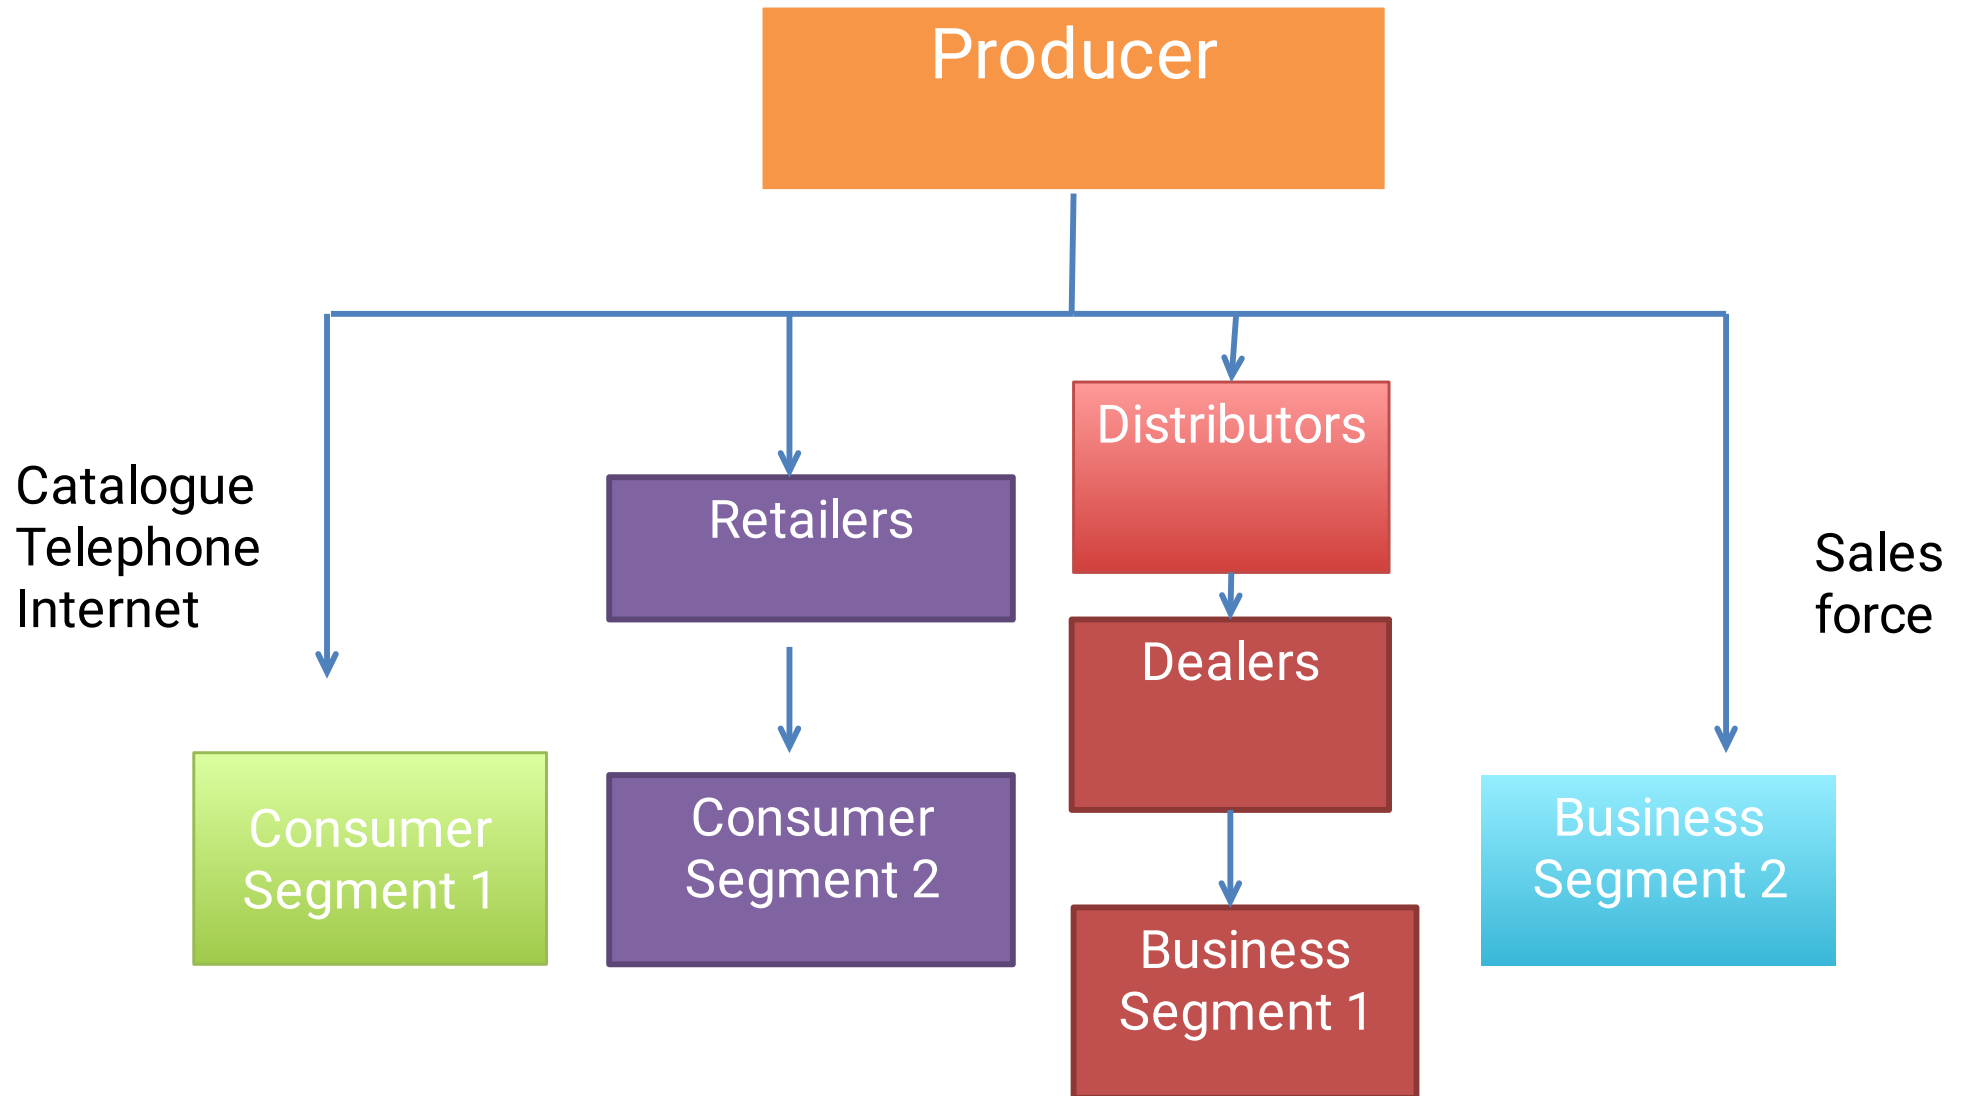 Producer
Distributors
Catalogue
Telephone
Internet
Retailers
Sales
force
Dealers
Consumer
Segment 1
Consumer
Segment 2
Business
Segment 2
Business
Segment 1